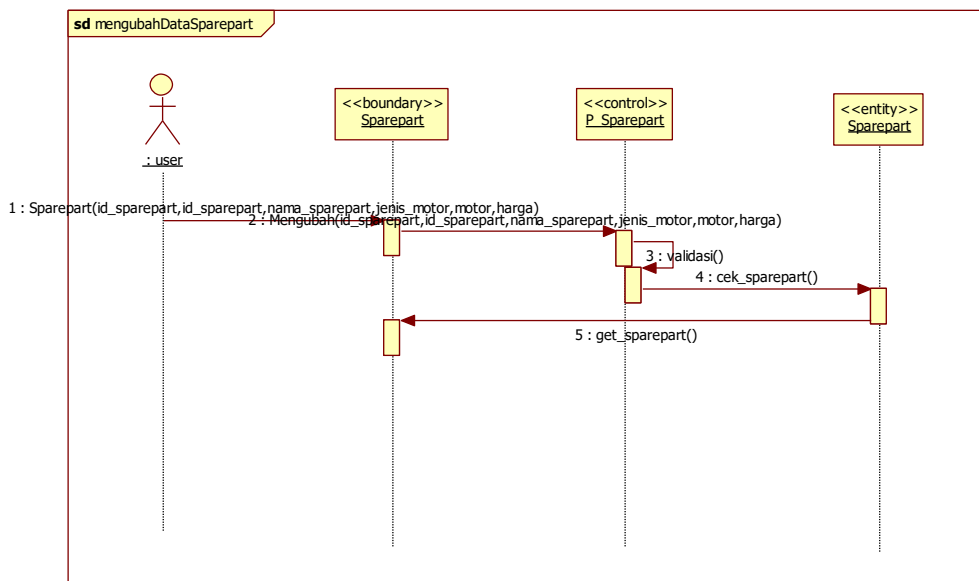 sd mengubahDataSparepart
: user
<<boundary>>
Sparepart
<<control>>
P_Sparepart
<<entity>>
Sparepart
1 : Sparepart(id_sparepart,id_sparepart,nama_sparepart,jenis_motor,motor,harga)
2 : Mengubah(id_sparepart,id_sparepart,nama_sparepart,jenis_motor,motor,harga)
3 : validasi()
4 : cek_sparepart()
5 : get_sparepart()